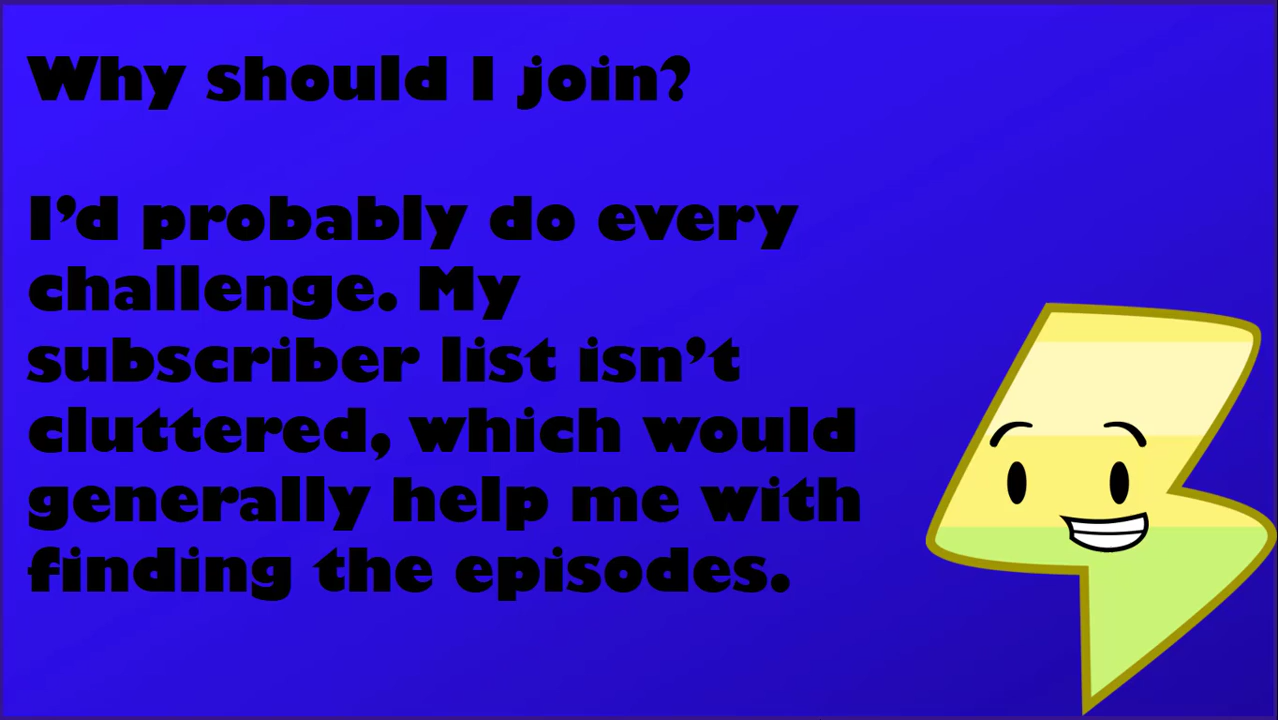 Why should I join?
I’d probably do every
challenge. My
subscriber list isn’t
cluttered, which would
generally help me with
finding the episodes.